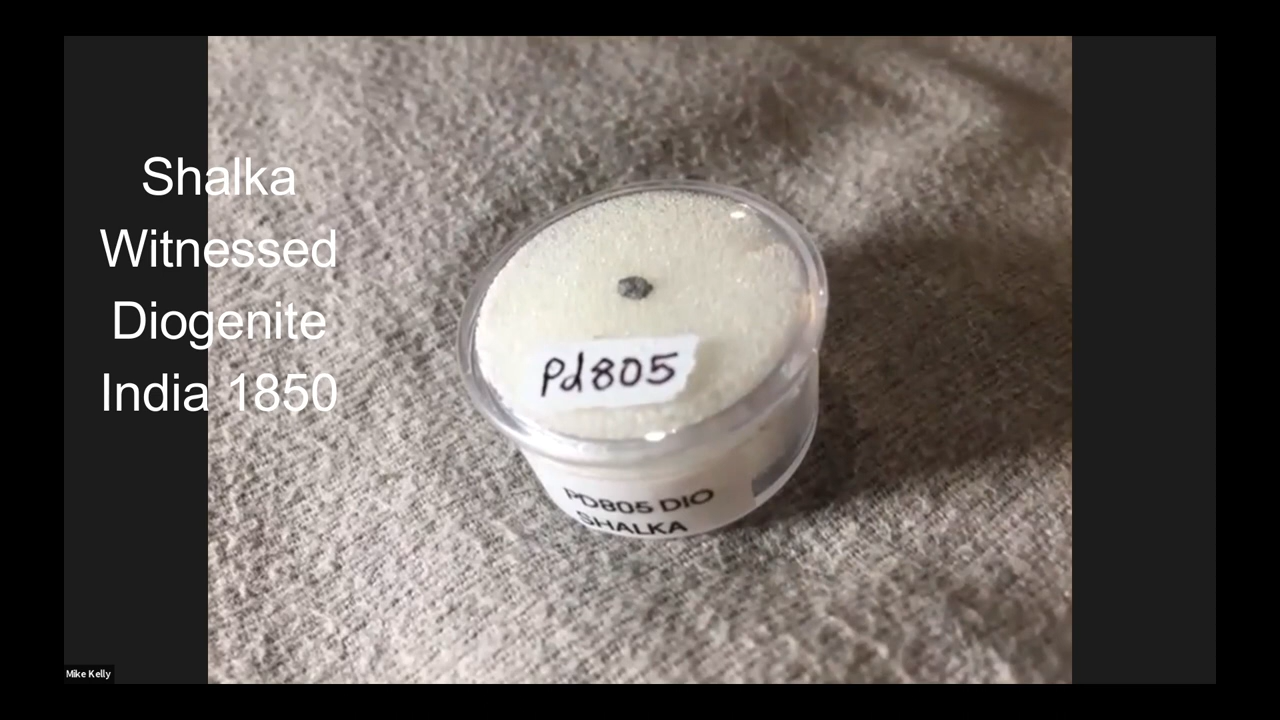 Shalka
Witnessed
Diogenite
India 1850
Pd805
PD805 DIO
SHALKA
Mike Kelly